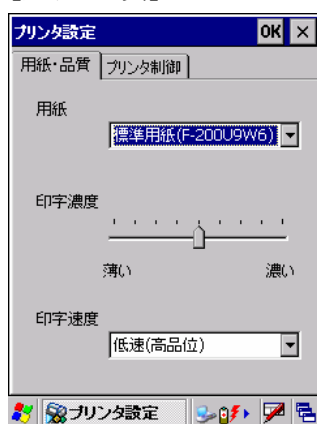 プリンタ設定 OK ×
用紙・品質 プリンタ制御
用紙
標準用紙(F-200U9W6)
印字濃度
薄い 濃い
印字速度
低速(高品位)
プリンタ設定